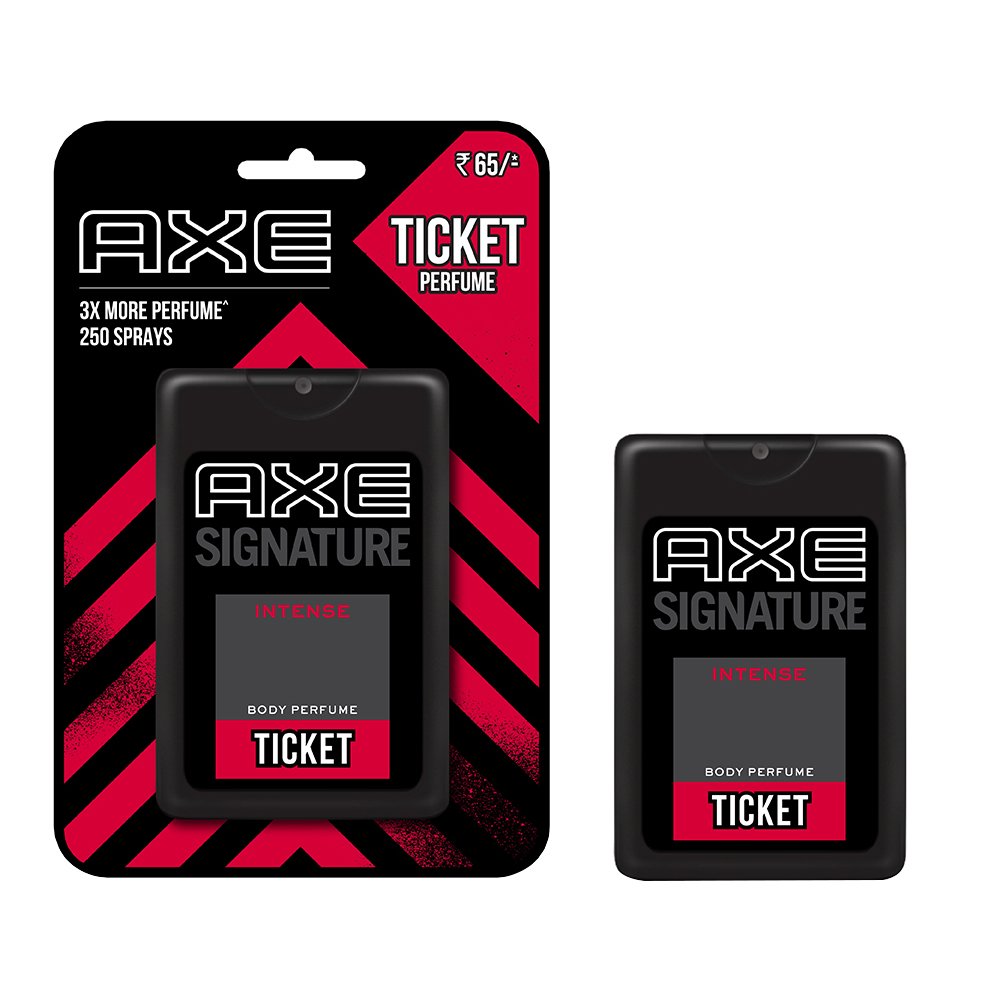 ₹ 65/*
AXE
TICKET
PERFUME
3X MORE PERFUME^
250 SPRAYS
AXE
SIGNATURE
INTENSE
BODY PERFUME
TICKET
AXE
SIGNATURE
INTENSE
BODY PERFUME
TICKET